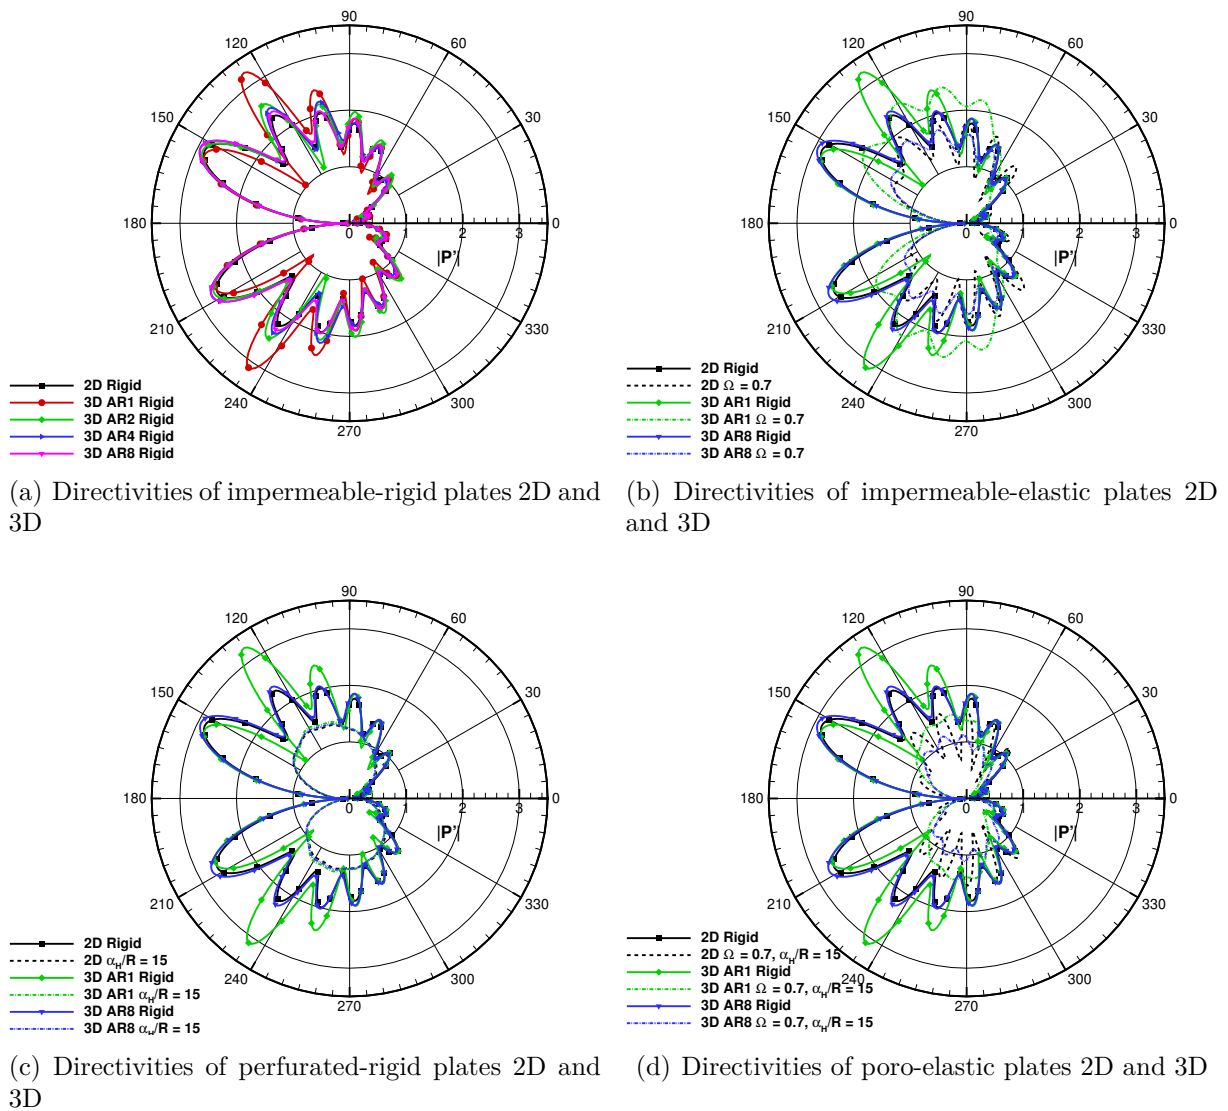 90
120
60
150
30
180
0
1
2
3
0
|P'|
210
330
240
300
270
2D Rigid
3D AR1 Rigid
3D AR2 Rigid
3D AR4 Rigid
3D AR8 Rigid
(a) Directivities of impermeable-rigid plates 2D and
3D
90
120
60
150
30
180
0
1
2
3
0
|P'|
210
330
240
300
270
2D Rigid
2D Ω = 0.7
3D AR1 Rigid
3D AR1 Ω = 0.7
3D AR8 Rigid
3D AR8 Ω = 0.7
(b) Directivities of impermeable-elastic plates 2D
and 3D
90
120
60
150
30
180
0
1
2
3
0
|P'|
210
330
240
300
270
2D Rigid
2D α_H/R = 15
3D AR1 Rigid
3D AR1 α_H/R = 15
3D AR8 Rigid
3D AR8 α_H/R = 15
(c) Directivities of perfurated-rigid plates 2D and
3D
90
120
60
150
30
180
0
1
2
3
0
|P'|
210
330
240
300
270
2D Rigid
2D Ω = 0.7, α_H/R = 15
3D AR1 Rigid
3D AR1 Ω = 0.7, α_H/R = 15
3D AR8 Rigid
3D AR8 Ω = 0.7, α_H/R = 15
(d) Directivities of poro-elastic plates 2D and 3D